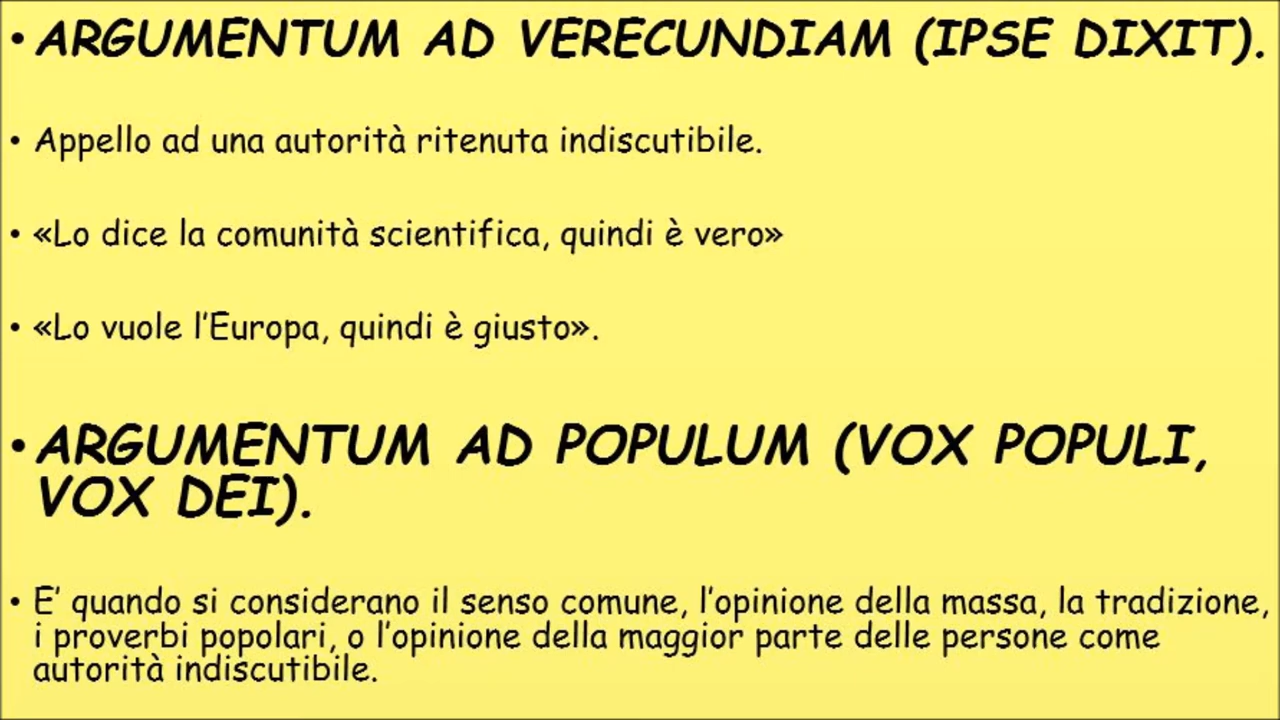 • ARGUMENTUM AD VERECUNDIAM (IPSE DIXIT).
• Appello ad una autorità ritenuta indiscutibile.
• «Lo dice la comunità scientifica, quindi è vero»
• «Lo vuole l'Europa, quindi è giusto».
• ARGUMENTUM AD POPULUM (VOX POPULI,
VOX DEI).
• E' quando si considerano il senso comune, l'opinione della massa, la tradizione,
i proverbi popolari, o l'opinione della maggior parte delle persone come
autorità indiscutibile.